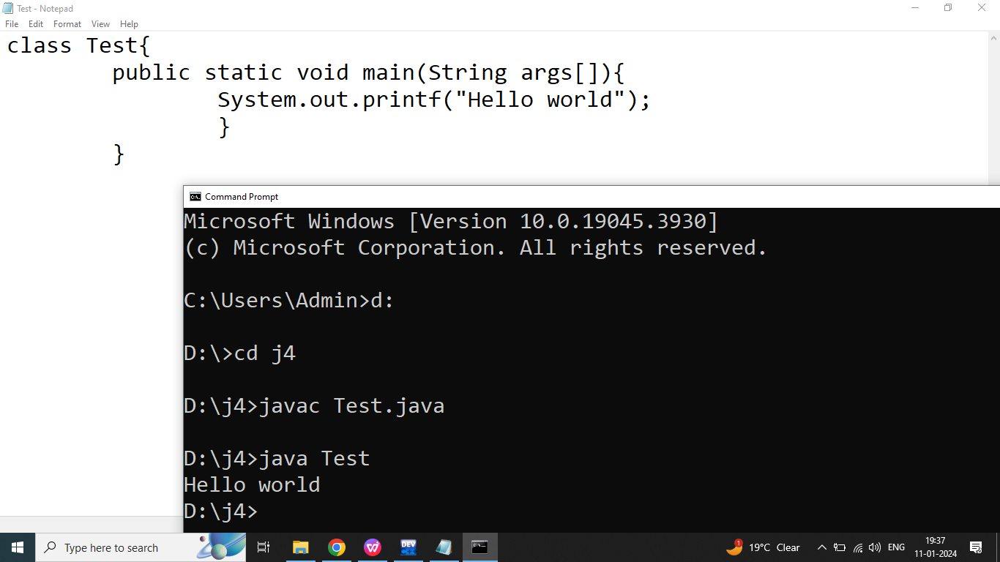 Test - Notepad
File Edit Format View Help
class Test{
public static void main(String args[]){
System.out.printf("Hello world");
}
}
Command Prompt
Microsoft Windows [Version 10.0.19045.3930]
(c) Microsoft Corporation. All rights reserved.
C:\Users\Admin>d:
D:\>cd j4
D:\j4>javac Test.java
D:\j4>java Test
Hello world
D:\j4>
Type here to search
DEV
1
19°C Clear
ENG
19:37
11-01-2024